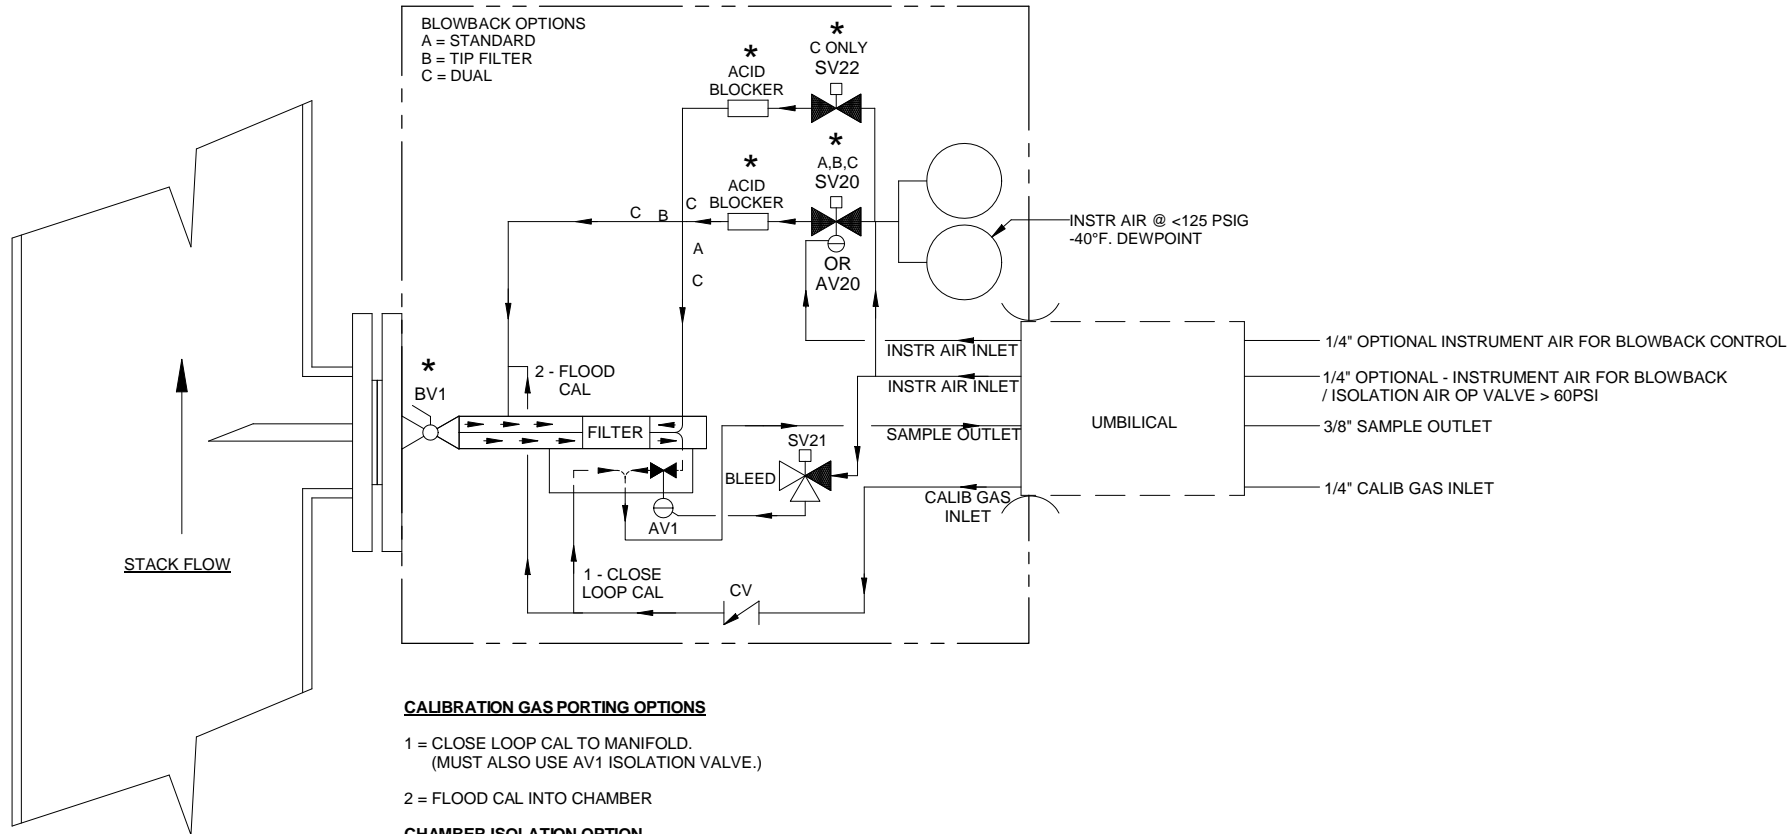 BLOWBACK OPTIONS
A = STANDARD
B = TIP FILTER
C = DUAL
*
C ONLY
SV22
*
ACID
BLOCKER
*
A,B,C
SV20
*
ACID
BLOCKER
C
B
C
A
C
OR
AV20
INSTR AIR @ <125 PSIG
-40°F. DEWPOINT
INSTR AIR INLET
1/4" OPTIONAL INSTRUMENT AIR FOR BLOWBACK CONTROL
INSTR AIR INLET
1/4" OPTIONAL - INSTRUMENT AIR FOR BLOWBACK
/ ISOLATION AIR OP VALVE > 60PSI
2 - FLOOD
CAL
*
BV1
FILTER
SAMPLE OUTLET
UMBILICAL
3/8" SAMPLE OUTLET
SV21
BLEED
CALIB GAS
INLET
1/4" CALIB GAS INLET
AV1
STACK FLOW
1 - CLOSE
LOOP CAL
CV
CALIBRATION GAS PORTING OPTIONS
1 = CLOSE LOOP CAL TO MANIFOLD.
(MUST ALSO USE AV1 ISOLATION VALVE.)
2 = FLOOD CAL INTO CHAMBER
CHAMBER ISOLATION OPTION